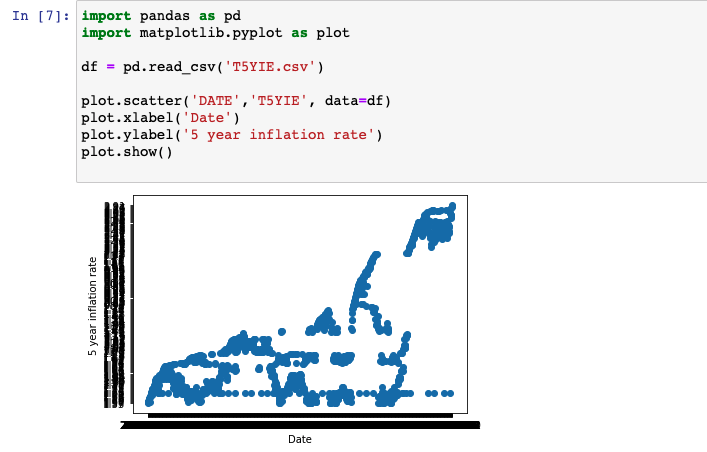 In [7]: import pandas as pd
import matplotlib.pyplot as plot
df = pd.read_csv('T5YIE.csv')
plot.scatter('DATE','T5YIE', data=df)
plot.xlabel('Date')
plot.ylabel('5 year inflation rate')
plot.show()
5 year inflation rate
Date